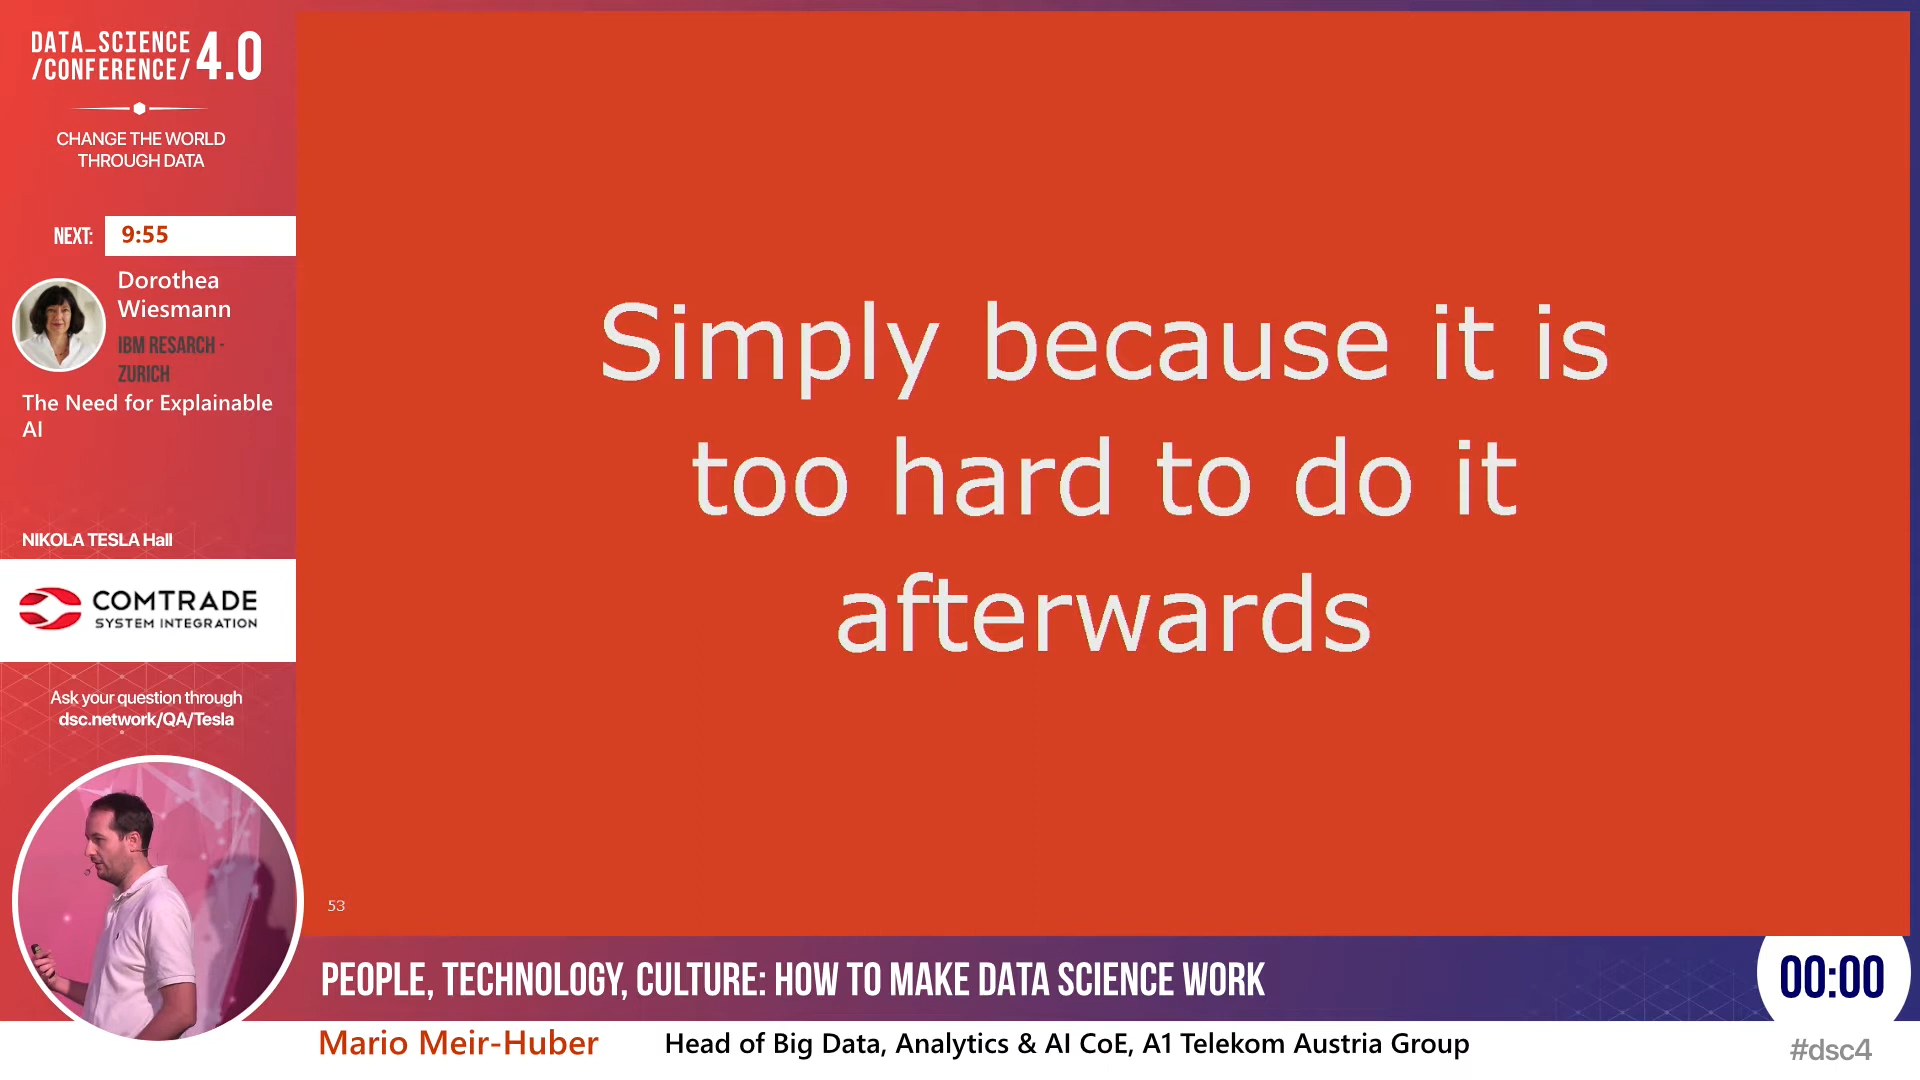 DATA_SCIENCE
/CONFERENCE/ 4.0
CHANGE THE WORLD
THROUGH DATA
NEXT: 9:55
Dorothea
Wiesmann
IBM RESARCH -
ZURICH
The Need for Explainable
AI
NIKOLA TESLA Hall
COMTRADE
SYSTEM INTEGRATION
Ask your question through
dsc.network/QA/Tesla
Simply because it is
too hard to do it
afterwards
53
PEOPLE, TECHNOLOGY, CULTURE: HOW TO MAKE DATA SCIENCE WORK
00:00
Mario Meir-Huber
Head of Big Data, Analytics & AI CoE, A1 Telekom Austria Group
#dsc4